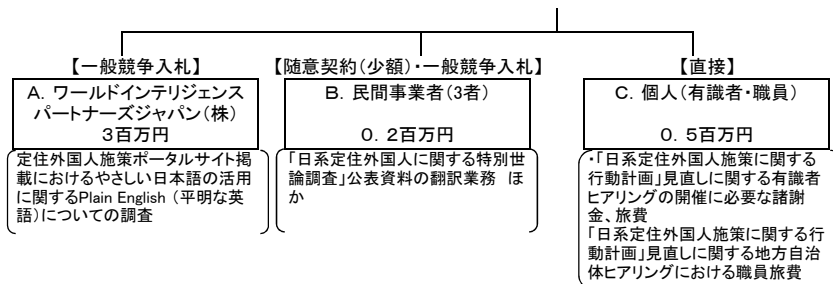 【一般競争入札】
A．ワールドインテリジェンス
パートナーズジャパン（株）
3百万円
定住外国人施策ポータルサイト掲
載におけるやさしい日本語の活用
に関するPlain English （平明な英
語）についての調査
【随意契約（少額）・一般競争入札】
B．民間事業者（3者）
0．2百万円
「日系定住外国人に関する特別世
論調査」公表資料の翻訳業務　ほ
か
【直接】
C．個人（有識者・職員）
0．5百万円
・「日系定住外国人施策に関する
行動計画」見直しに関する有識者
ヒアリングの開催に必要な諸謝
金、旅費
「日系定住外国人施策に関する行
動計画」見直しに関する地方自治
体ヒアリングにおける職員旅費